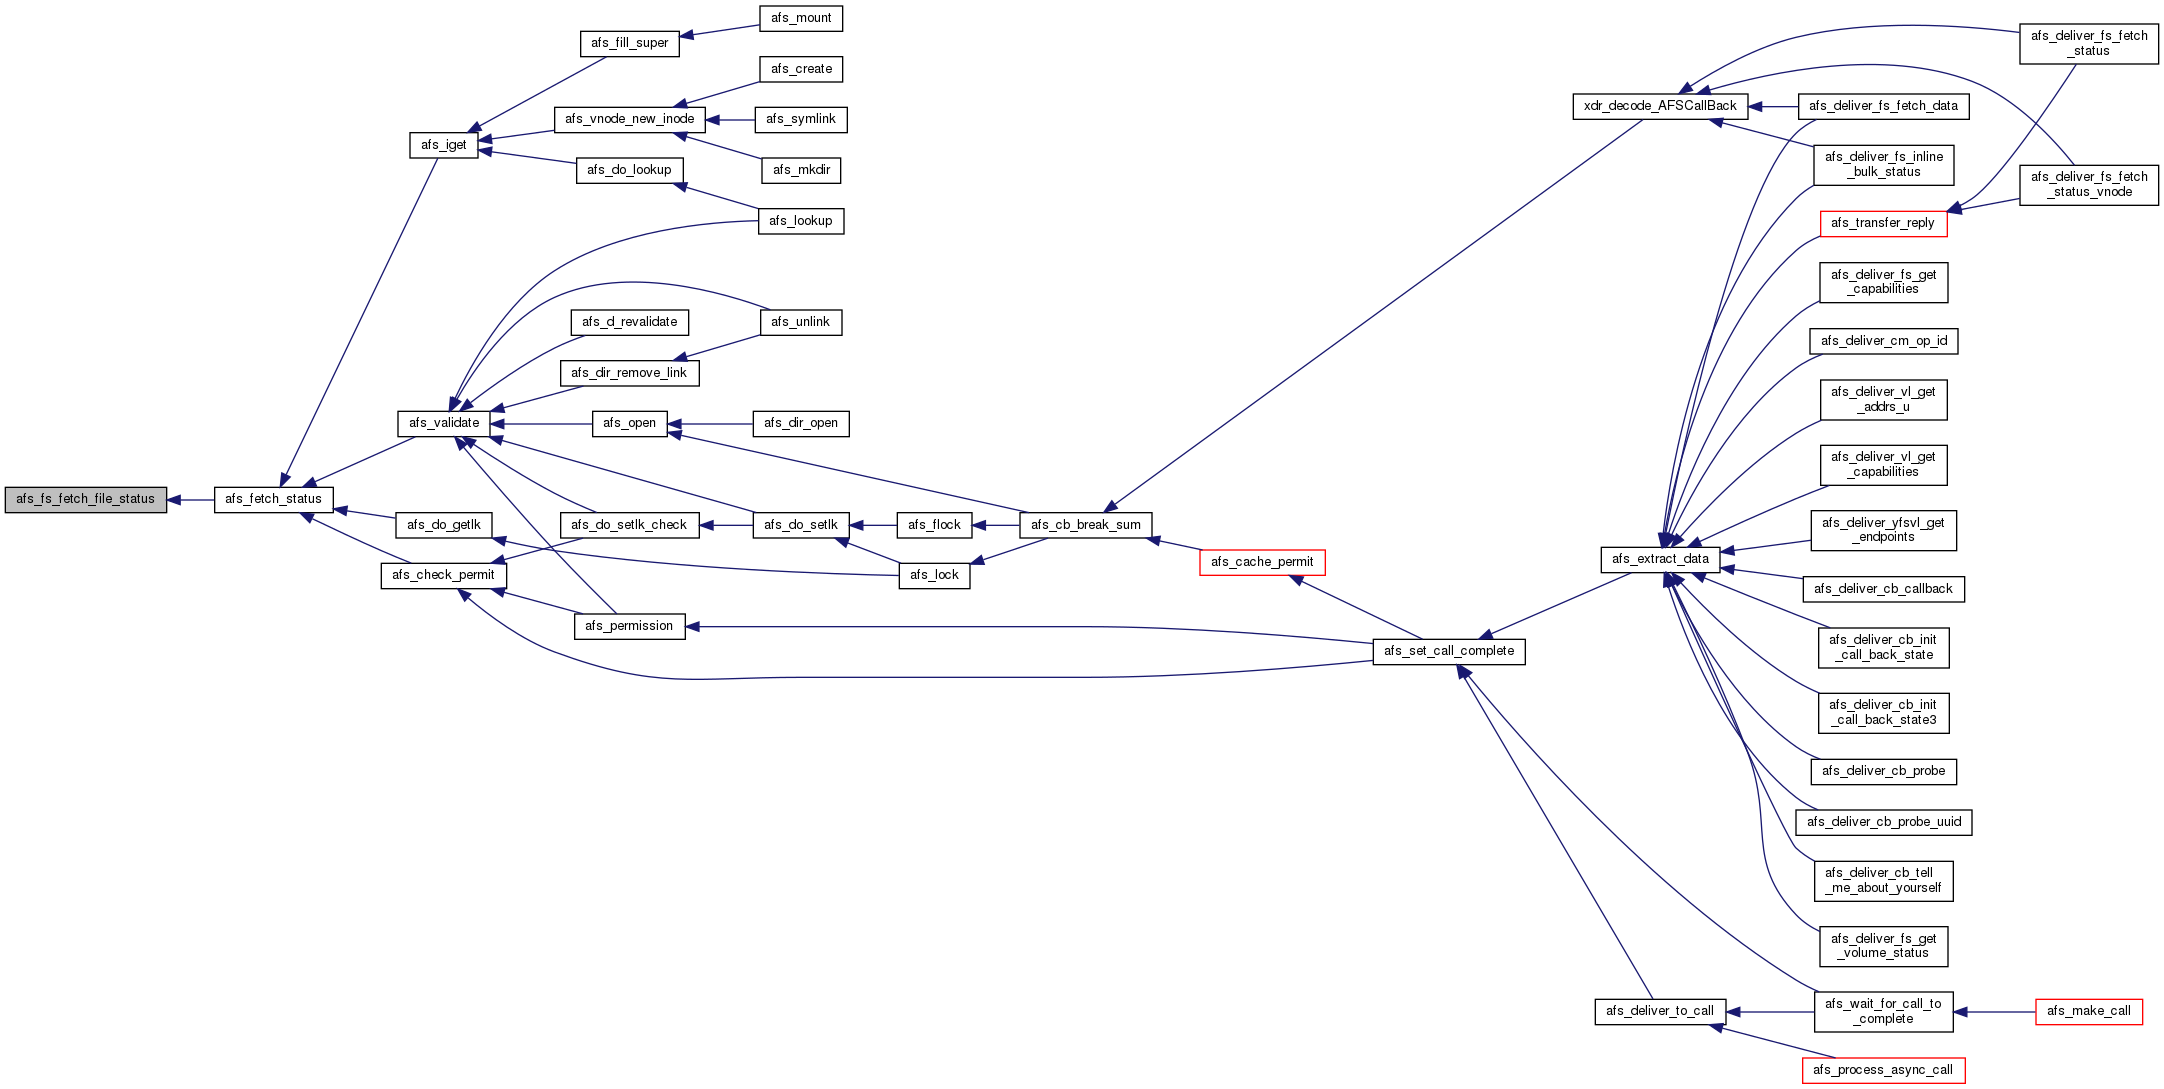 afs_fs_fetch_file_status
afs_fetch_status
afs_iget
afs_validate
afs_do_getlk
afs_check_permit
afs_fill_super
afs_vnode_new_inode
afs_do_lookup
afs_d_revalidate
afs_dir_remove_link
afs_open
afs_do_setlk_check
afs_permission
afs_mount
afs_create
afs_symlink
afs_mkdir
afs_lookup
afs_unlink
afs_dir_open
afs_do_setlk
afs_flock
afs_lock
afs_cb_break_sum
afs_cache_permit
afs_set_call_complete
xdr_decode_AFSCallBack
afs_extract_data
afs_deliver_to_call
afs_deliver_fs_fetch_data
afs_deliver_fs_inline
_bulk_status
afs_transfer_reply
afs_deliver_fs_get
_capabilities
afs_deliver_cm_op_id
afs_deliver_vl_get
_addrs_u
afs_deliver_vl_get
_capabilities
afs_deliver_yfsvl_get
_endpoints
afs_deliver_cb_callback
afs_deliver_cb_init
_call_back_state
afs_deliver_cb_init
_call_back_state3
afs_deliver_cb_probe
afs_deliver_cb_probe_uuid
afs_deliver_cb_tell
_me_about_yourself
afs_deliver_fs_get
_volume_status
afs_wait_for_call_to
_complete
afs_process_async_call
afs_deliver_fs_fetch
_status
afs_deliver_fs_fetch
_status_vnode
afs_make_call